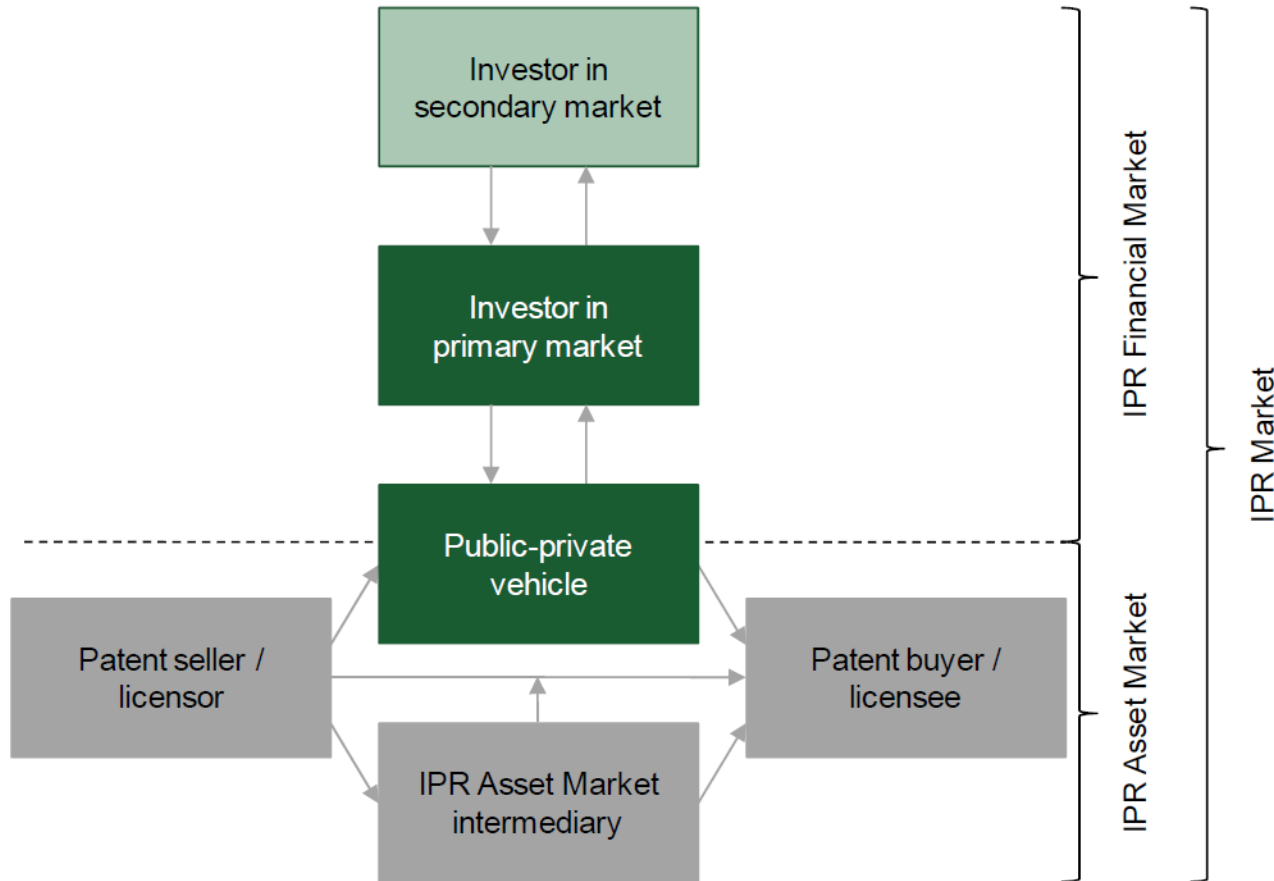 Investor in
secondary market
Investor in
primary market
Public-private
vehicle
Patent seller /
licensor
Patent buyer /
licensee
IPR Asset Market
intermediary
IPR Financial Market
IPR Asset Market
IPR Market